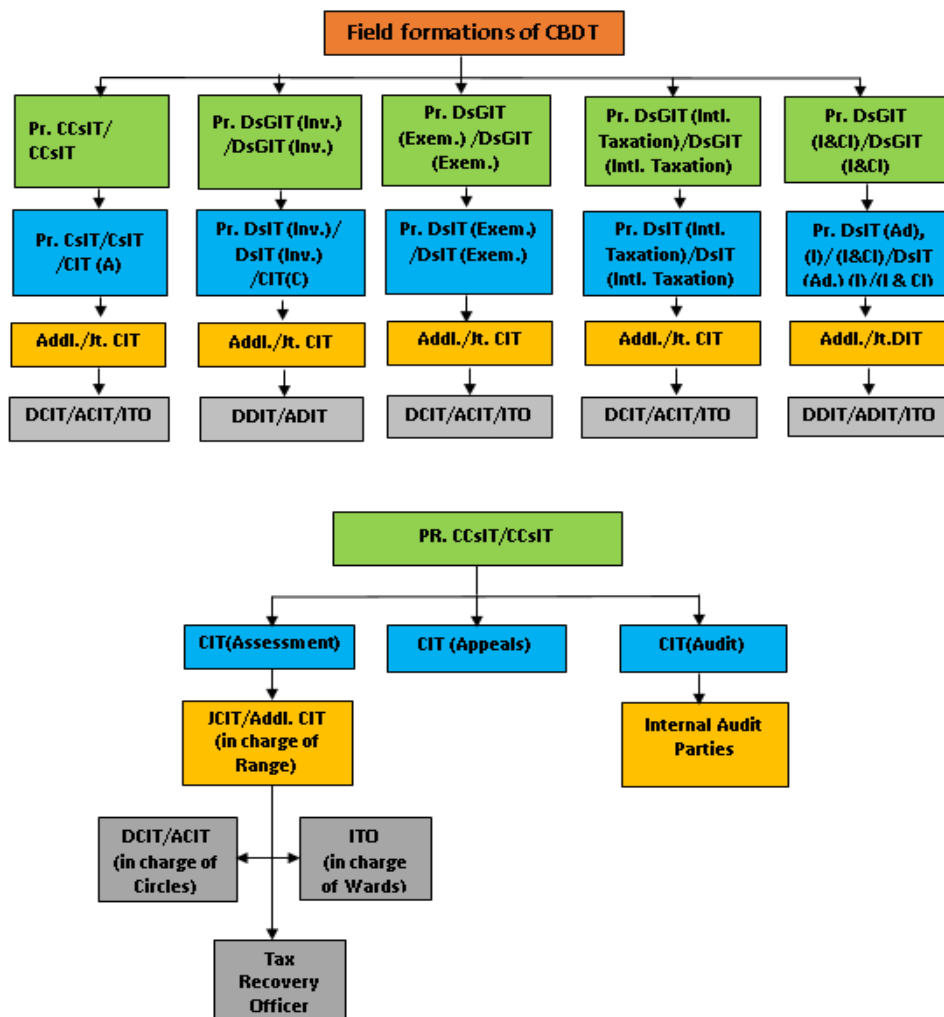 Field formations of CBDT
Pr. CCsIT/
CCsIT
Pr. DsGIT (Inv.)
/DsGIT (Inv.)
Pr. DsGIT
(Exem.) /DsGIT
(Exem.)
Pr. DsGIT (Intl.
Taxation)/DsGIT
(Intl. Taxation)
Pr. DsGIT
(I&CI)/DsGIT
(I&CI)
Pr. CsIT/CsIT
/CIT (A)
Pr. DsIT (Inv.)/
DsIT (Inv.)
/CIT(C)
Pr. DsIT (Exem.)
/DsIT (Exem.)
Pr. DsIT (Intl.
Taxation)/DsIT
(Intl. Taxation)
Pr. DsIT (Ad),
(I)/ (I&CI)/DsIT
(Ad.) (I)/(I & CI)
Addl./Jt. CIT
Addl./Jt. CIT
Addl./Jt. CIT
Addl./Jt. CIT
Addl./Jt.DIT
DCIT/ACIT/ITO
DDIT/ADIT
DCIT/ACIT/ITO
DCIT/ACIT/ITO
DDIT/ADIT/ITO
PR. CCsIT/CCsIT
CIT(Assessment)
CIT (Appeals)
CIT(Audit)
JCIT/Addl. CIT
(in charge of
Range)
Internal Audit
Parties
DCIT/ACIT
(in charge of
Circles)
ITO
(in charge
of Wards)
Tax
Recovery
Officer